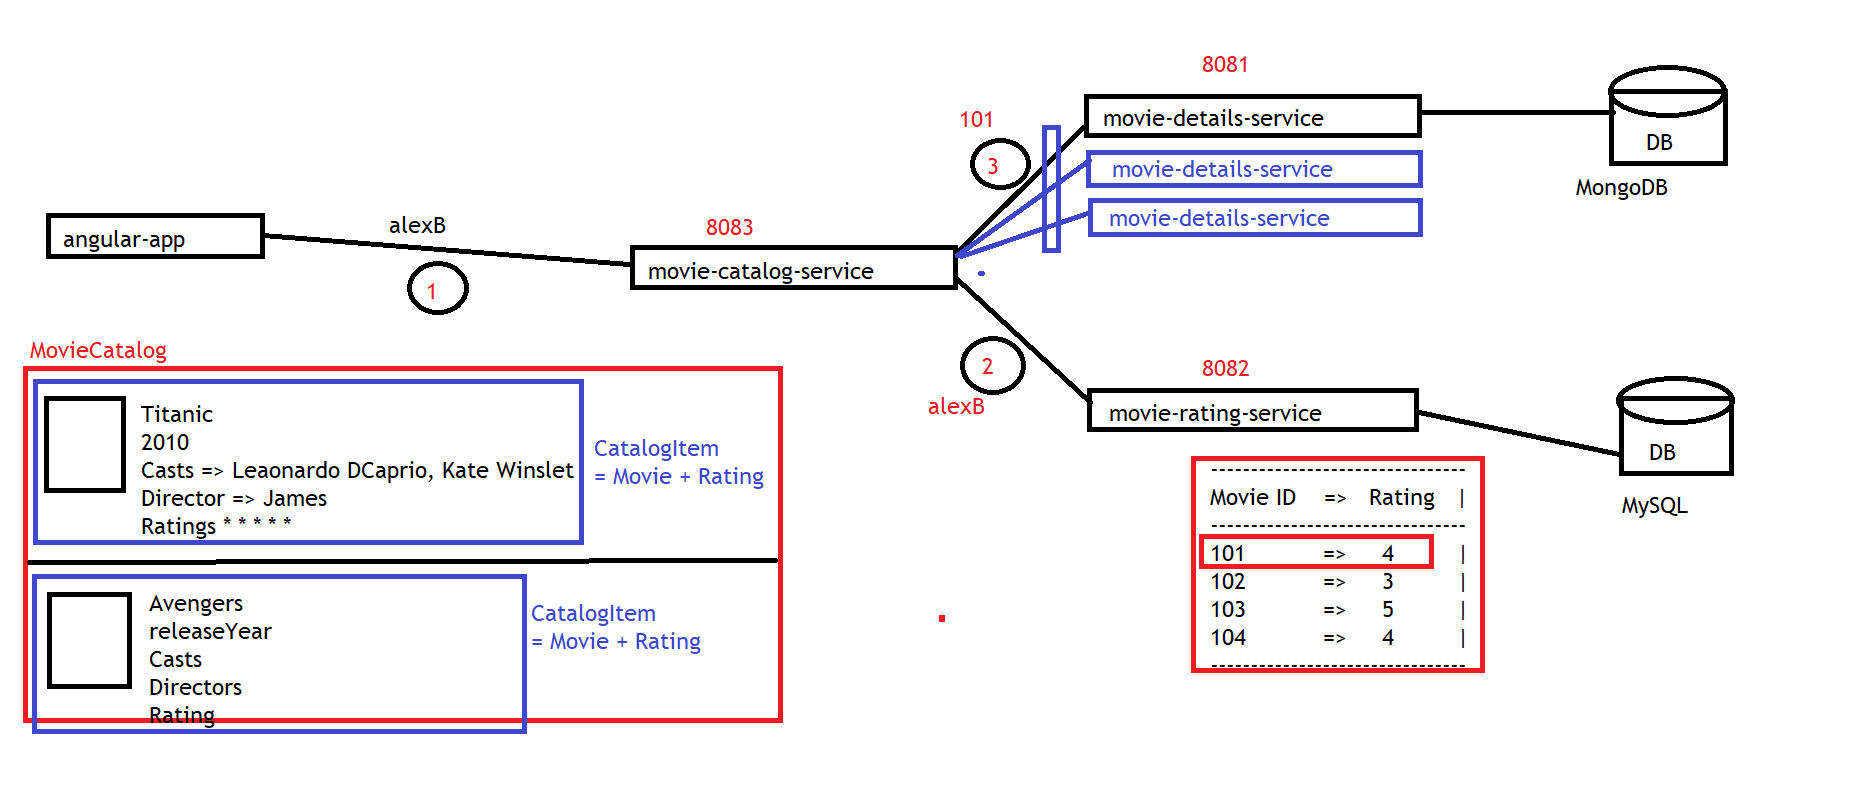 8081
101
movie-details-service
DB
3
movie-details-service
MongoDB
movie-details-service
alexB
8083
angular-app
movie-catalog-service
1
MovieCatalog
2
8082
alexB
movie-rating-service
Titanic
2010
Casts => Leaonardo DCaprio, Kate Winslet
Director => James
Ratings * * * * *
CatalogItem
= Movie + Rating
DB
MySQL
--------------------------------
Movie ID => Rating |
--------------------------------
101 => 4 |
102 => 3 |
103 => 5 |
104 => 4 |
--------------------------------
Avengers
releaseYear
Casts
Directors
Rating
CatalogItem
= Movie + Rating